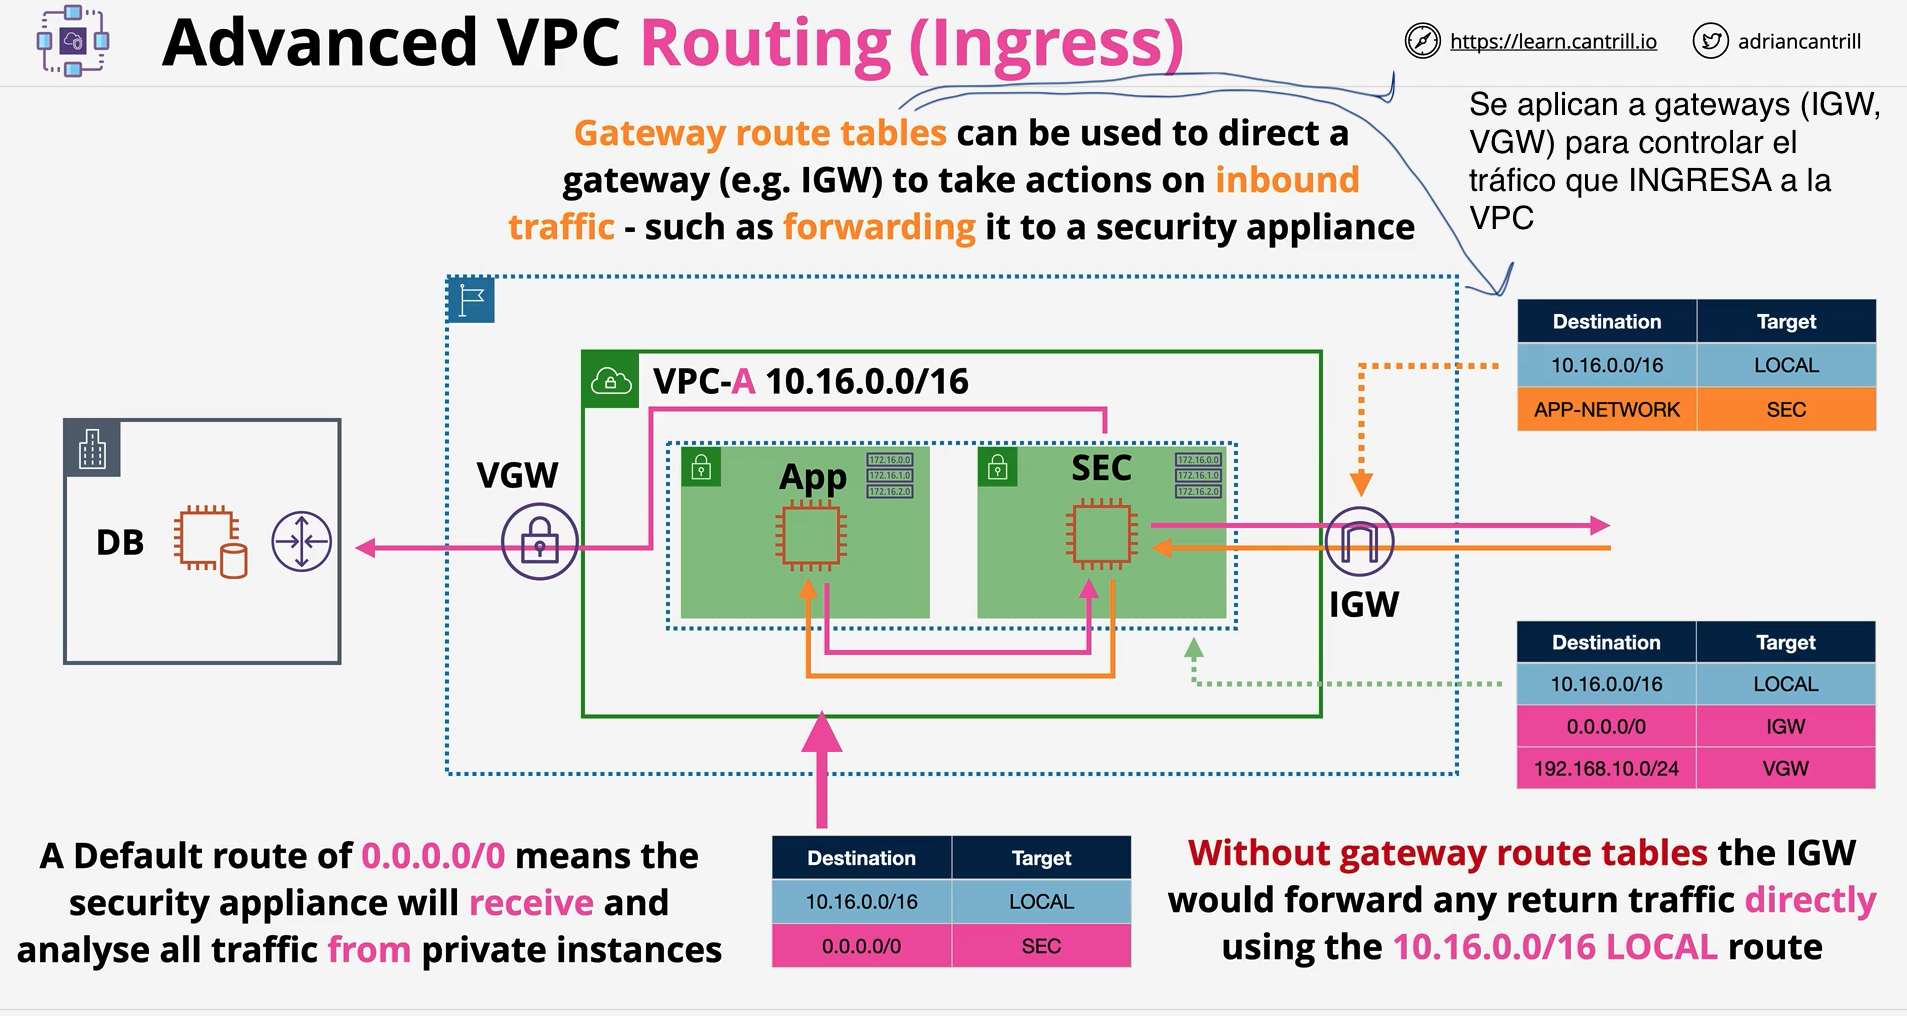 Advanced VPC Routing (Ingress)
https://learn.cantrill.io
adriancantrill
Gateway route tables can be used to direct a
gateway (e.g. IGW) to take actions on inbound
traffic - such as forwarding it to a security appliance
Se aplican a gateways (IGW,
VGW) para controlar el
tráfico que INGRESA a la
VPC
Destination Target
10.16.0.0/16 LOCAL
APP-NETWORK SEC
VPC-A 10.16.0.0/16
DB
VGW
App
172.16.0.0
172.16.1.0
172.16.2.0
SEC
172.16.0.0
172.16.1.0
172.16.2.0
IGW
Destination Target
10.16.0.0/16 LOCAL
0.0.0.0/0 IGW
192.168.10.0/24 VGW
A Default route of 0.0.0.0/0 means the
security appliance will receive and
analyse all traffic from private instances
Destination Target
10.16.0.0/16 LOCAL
0.0.0.0/0 SEC
Without gateway route tables the IGW
would forward any return traffic directly
using the 10.16.0.0/16 LOCAL route